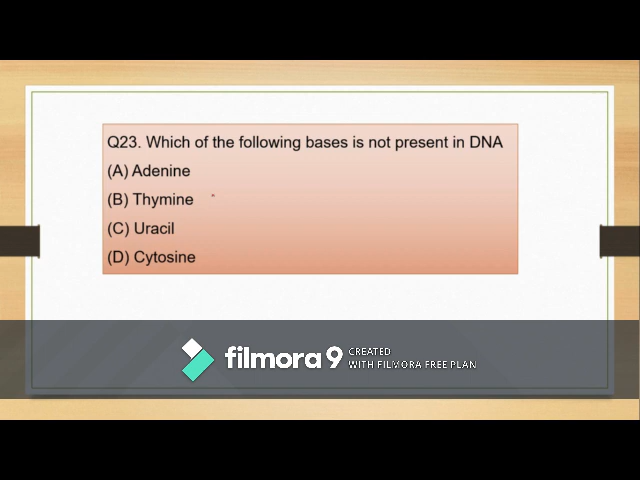 Q23. Which of the following bases is not present in DNA
(A) Adenine
(B) Thymine
(C) Uracil
(D) Cytosine
filmora 9
CREATED
WITH FILMORA FREE PLAN